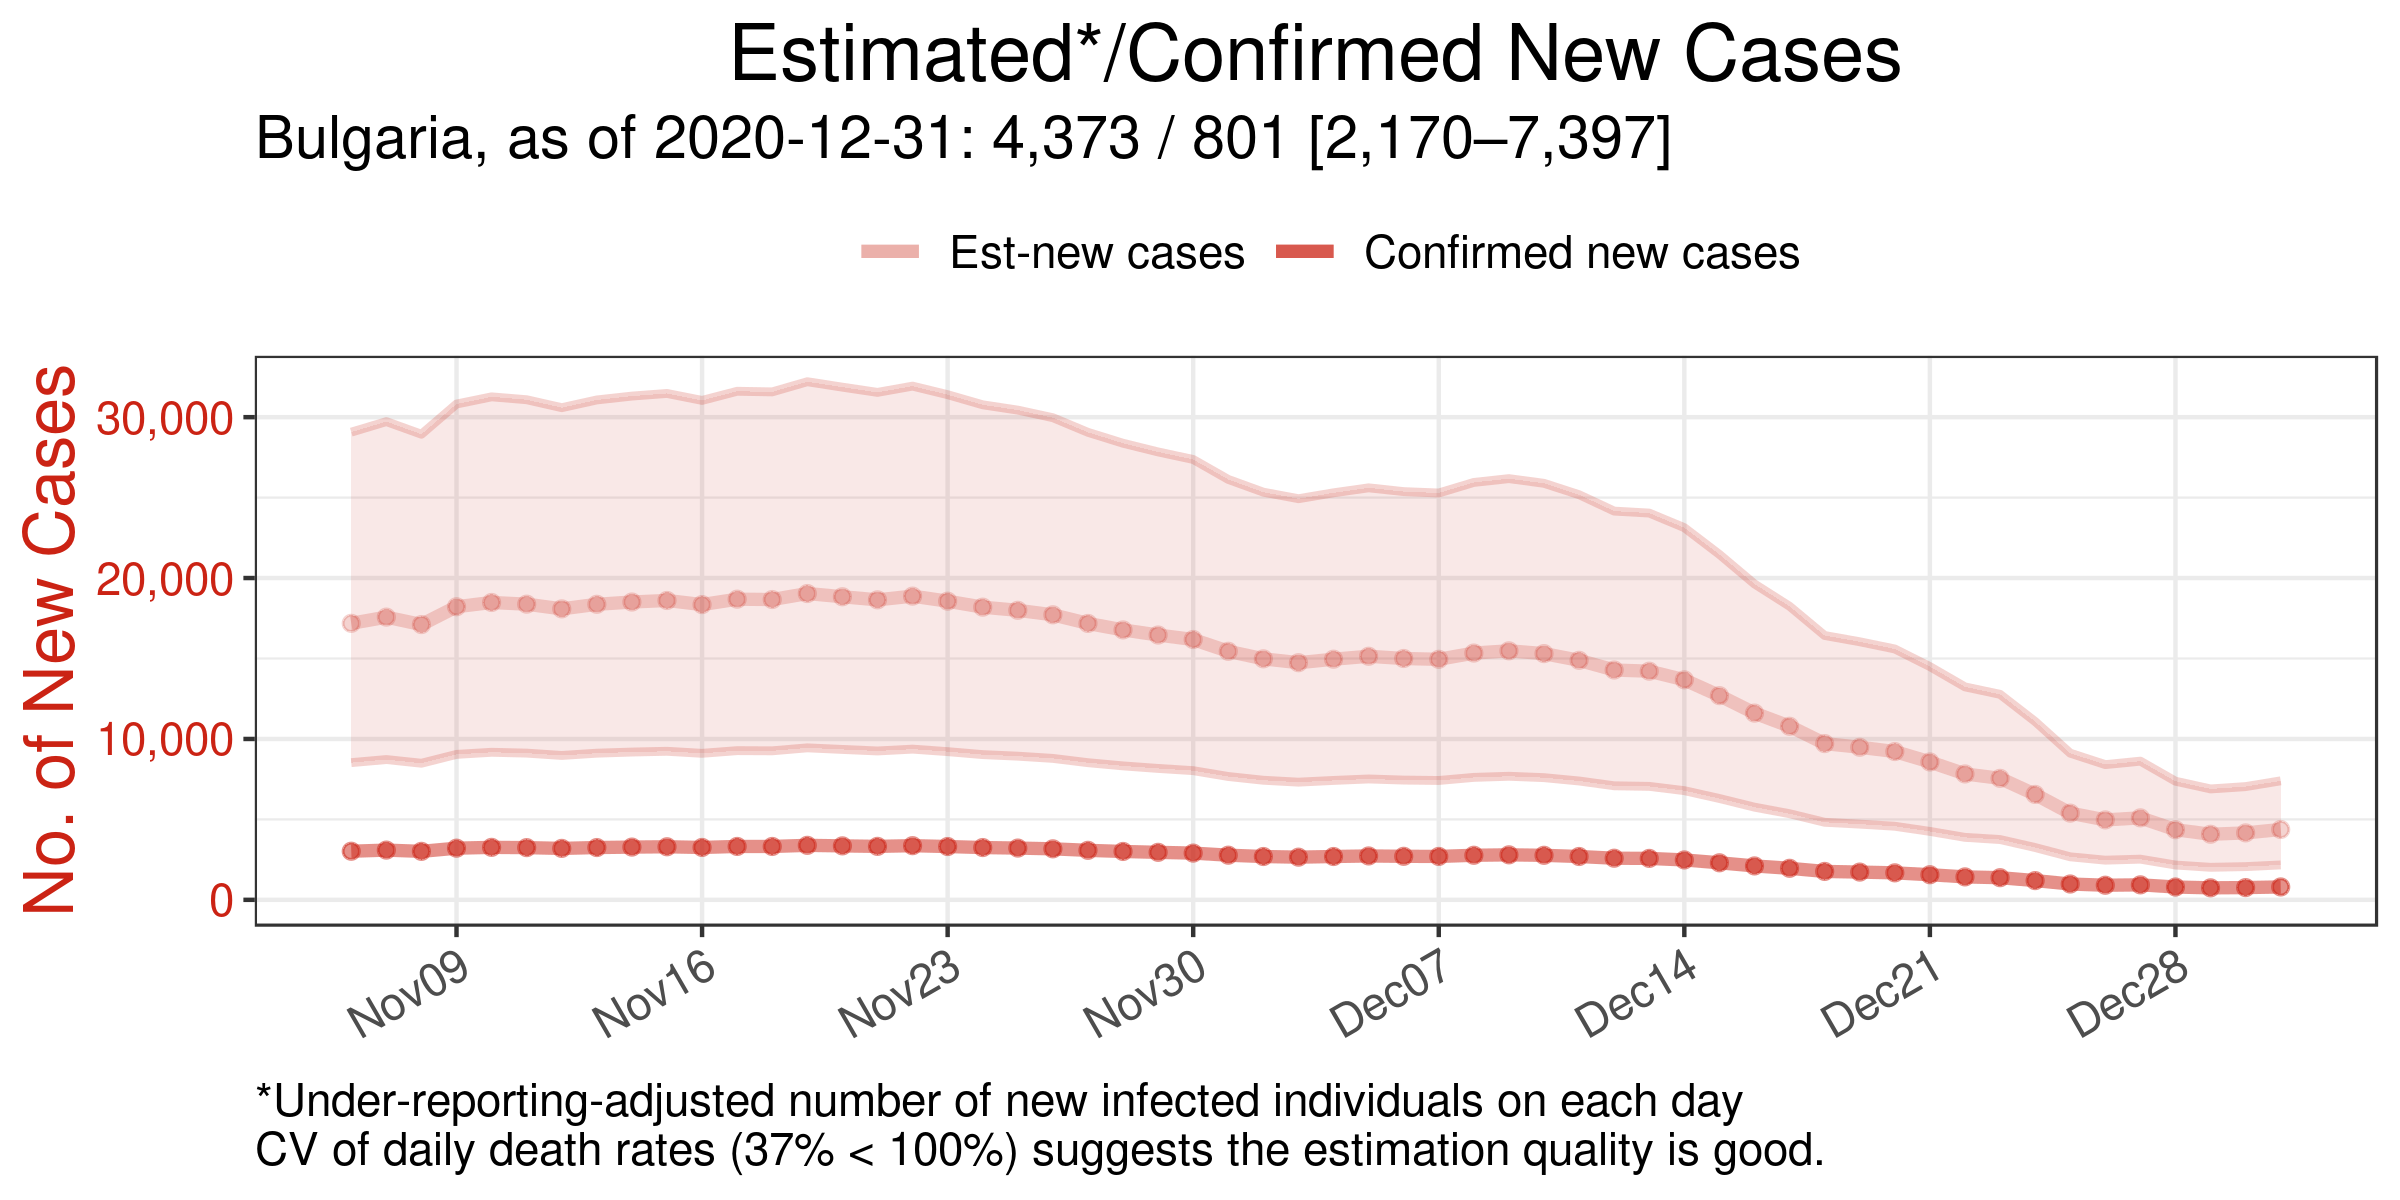 Estimated*/Confirmed New Cases
Bulgaria, as of 2020-12-31: 4,373 / 801 [2,170–7,397]
Est-new cases Confirmed new cases
No. of New Cases
30,000
20,000
10,000
0
Nov09 Nov16 Nov23 Nov30 Dec07 Dec14 Dec21 Dec28
*Under-reporting-adjusted number of new infected individuals on each day
CV of daily death rates (37% < 100%) suggests the estimation quality is good.